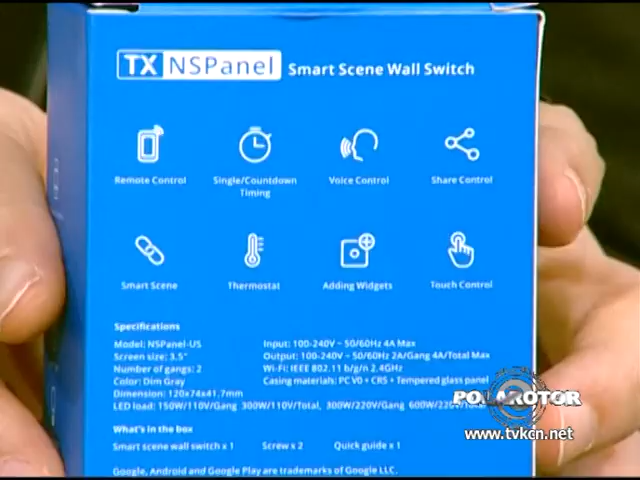 TX NSPanel Smart Scene Wall Switch
Remote Control
Single/Countdown
Timing
Voice Control
Share Control
Smart Scene
Thermostat
Adding Widgets
Touch Control
Specifications
Model: NSPanel-US
Screen size: 3.5"
Number of gangs: 2
Color: Dim Gray
Dimension: 120x74x41.7mm
Input: 100-240V ~ 50/60Hz 4A Max
Output: 100-240V ~ 50/60Hz 2A/Gang 4A/Total Max
Wi-Fi: IEEE 802.11 b/g/n 2.4GHz
Casing materials: PC V0 + CRS + Tempered glass panel
LED load: 150W/110V/Gang 300W/110V/Total, 300W/220V/Gang 600W/220V
What's in the box
Smart scene wall switch x 1 Screw x 2 Quick guide x 1
Google, Android and Google Play are trademarks of Google LLC.
POLAROTOR
www.tvkcn.net